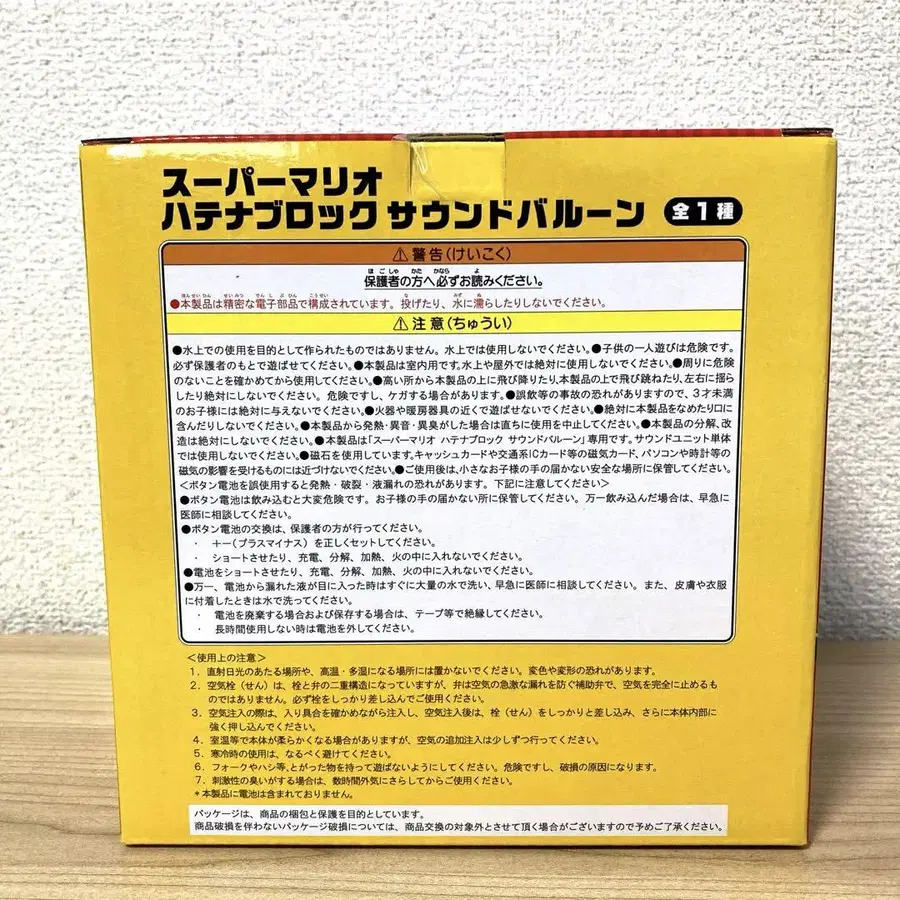 スーパーマリオ
ハテナブロック サウンドバルーン 全1種
⚠警告(けいこく)
保護者の方へ必ずお読みください。
●本製品は精密な電子部品で構成されています。投げたり、水に濡らしたりしないでください。
⚠注意(ちゅうい)
●水上での使用を目的として作られたものではありません。水上では使用しないでください。●子供の一人遊びは危険です。
必ず保護者のもとで遊ばせてください。●本製品は室内用です。水上や屋外では絶対に使用しないでください。●周りに危険
のないことを確かめてから使用してください。●高い所から本製品の上に飛び降りたり、本製品の上で飛び跳ねたり、左右に揺ら
したり絶対にしないでください。危険ですし、ケガする場合があります。●誤飲等の事故の恐れがありますので、3才未満
のお子様には絶対に与えないでください。●火器や暖房器具の近くで遊ばせないでください。●絶対に本製品をなめたり口に
含んだりしないでください。●本製品から発熱・異音・異臭がした場合は直ちに使用を中止してください。●本製品の分解、改
造は絶対にしないでください。●本製品は「スーパーマリオ ハテナブロック サウンドバルーン」専用です。サウンドユニット単体
では使用しないでください。●磁石を使用しています。キャッシュカードや交通系ICカード等の磁気カード、パソコンや時計等の
磁気の影響を受けるものには近づけないでください。●ご使用後は、小さなお子様の手の届かない安全な場所に保管してください。
<ボタン電池を誤使用すると発熱・破裂・液漏れの恐れがあります。下記に注意してください>
●ボタン電池は飲み込むと大変危険です。お子様の手の届かない所に保管してください。万一飲み込んだ場合は、早急に
医師に相談してください。
●ボタン電池の交換は、保護者の方が行ってください。
・ +−(プラスマイナス)を正しくセットしてください。
・ ショートさせたり、充電、分解、加熱、火の中に入れないでください。
●電池をショートさせたり、充電、分解、加熱、火の中に入れないでください。
●万一、電池から漏れた液が目に入った時はすぐに大量の水で洗い、早急に医師に相談してください。また、皮膚や衣服
に付着したときは水で洗ってください。
・ 電池を廃棄する場合および保存する場合は、テープ等で絶縁してください。
・ 長時間使用しない時は電池を外してください。
<使用上の注意>
1. 直射日光のあたる場所や、高温・多湿になる場所には置かないでください。変色や変形の恐れがあります。
2. 空気栓(せん)は、栓と弁の二重構造になっていますが、弁は空気の急激な漏れを防ぐ補助弁で、空気を完全に止めるも
のではありません。必ず栓をしっかり差し込んでご使用ください。
3. 空気注入の際は、入り具合を確かめながら注入し、空気注入後は、栓(せん)をしっかりと差し込み、さらに本体内部に
強く押し込んでください。
4. 室温等で本体が柔らかくなる場合がありますが、空気の追加注入は少しずつ行ってください。
5. 寒冷時の使用は、なるべく避けてください。
6. フォークやハシ等、とがった物を持って遊ばないようにしてください。危険ですし、破損の原因になります。
7. 刺激性の臭いがする場合は、数時間外気にさらしてからご使用ください。
*本製品に電池は含まれておりません。
パッケージは、商品の梱包と保護を目的としています。
商品破損を伴わないパッケージ破損については、商品交換の対象外とさせて頂く場合がございますので予めご了承ください。